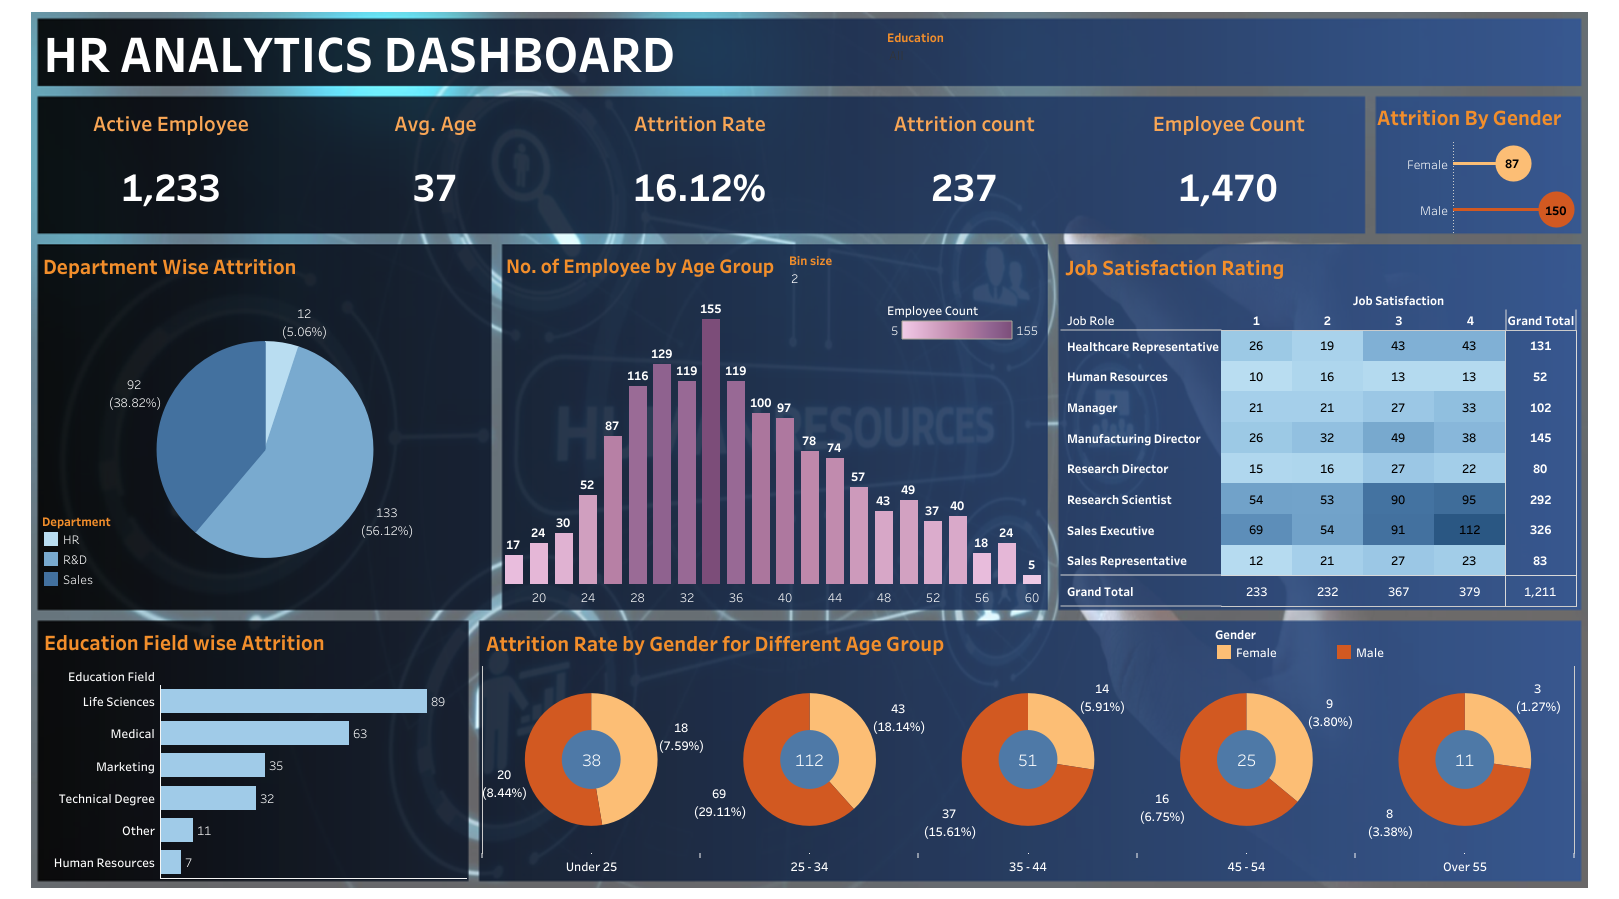 HR ANALYTICS DASHBOARD
Education
Active Employee
Avg. Age
Attrition Rate
Attrition count
Employee Count
1,233
37
16.12%
237
1,470
Attrition By Gender
Female
87
Male
150
Department Wise Attrition
12
(5.06%)
92
(38.82%)
133
(56.12%)
Department
HR
R&D
Sales
No. of Employee by Age Group
Bin size
2
Employee Count
5
155
17
24
30
52
87
116
129
119
155
119
100
97
78
74
57
43
49
37
40
18
24
5
20 24 28 32 36 40 44 48 52 56 60
HUMAN RESOURCES
Job Satisfaction Rating
Job Satisfaction
Job Role 1 2 3 4 Grand Total
Healthcare Representative 26 19 43 43 131
Human Resources 10 16 13 13 52
Manager 21 21 27 33 102
Manufacturing Director 26 32 49 38 145
Research Director 15 16 27 22 80
Research Scientist 54 53 90 95 292
Sales Executive 69 54 91 112 326
Sales Representative 12 21 27 23 83
Grand Total 233 232 367 379 1,211
Education Field wise Attrition
Education Field
Life Sciences 89
Medical 63
Marketing 35
Technical Degree 32
Other 11
Human Resources 7
Attrition Rate by Gender for Different Age Group
Gender
Female
Male
18
(7.59%)
38
20
(8.44%)
43
(18.14%)
112
69
(29.11%)
14
(5.91%)
51
37
(15.61%)
9
(3.80%)
25
16
(6.75%)
3
(1.27%)
11
8
(3.38%)
Under 25
25 - 34
35 - 44
45 - 54
Over 55